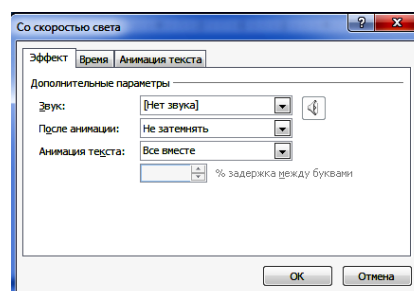 Со скоростью света
Эффект Время Анимация текста
Дополнительные параметры
Звук: [Нет звука]
После анимации: Не затемнять
Анимация текста: Все вместе
% задержка между буквами
ОК Отмена